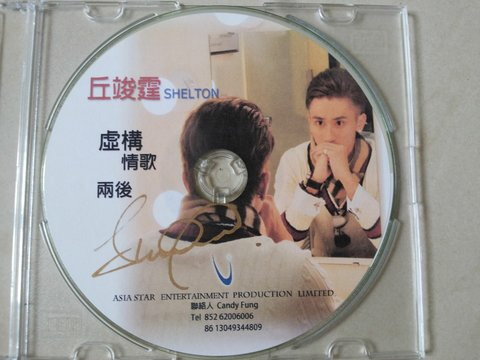 丘竣霆 SHELTON
虛構
情歌
兩後
ASIA STAR ENTERTAINMENT PRODUCTION LIMITED
聯絡人 Candy Fung
Tel 852 62006006
86 13049344809